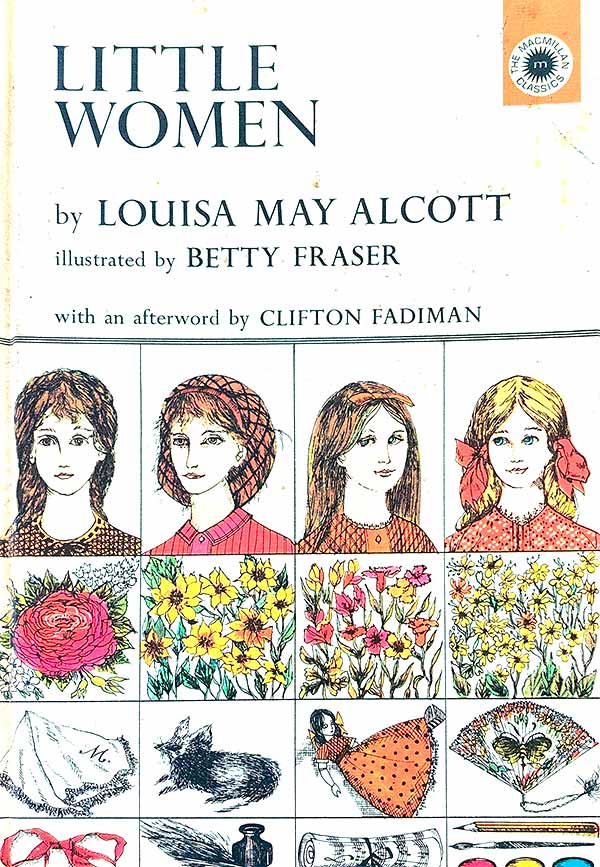 LITTLE
WOMEN
THE MACMILLAN
m
CLASSICS
by LOUISA MAY ALCOTT
illustrated by BETTY FRASER
with an afterword by CLIFTON FADIMAN
M.